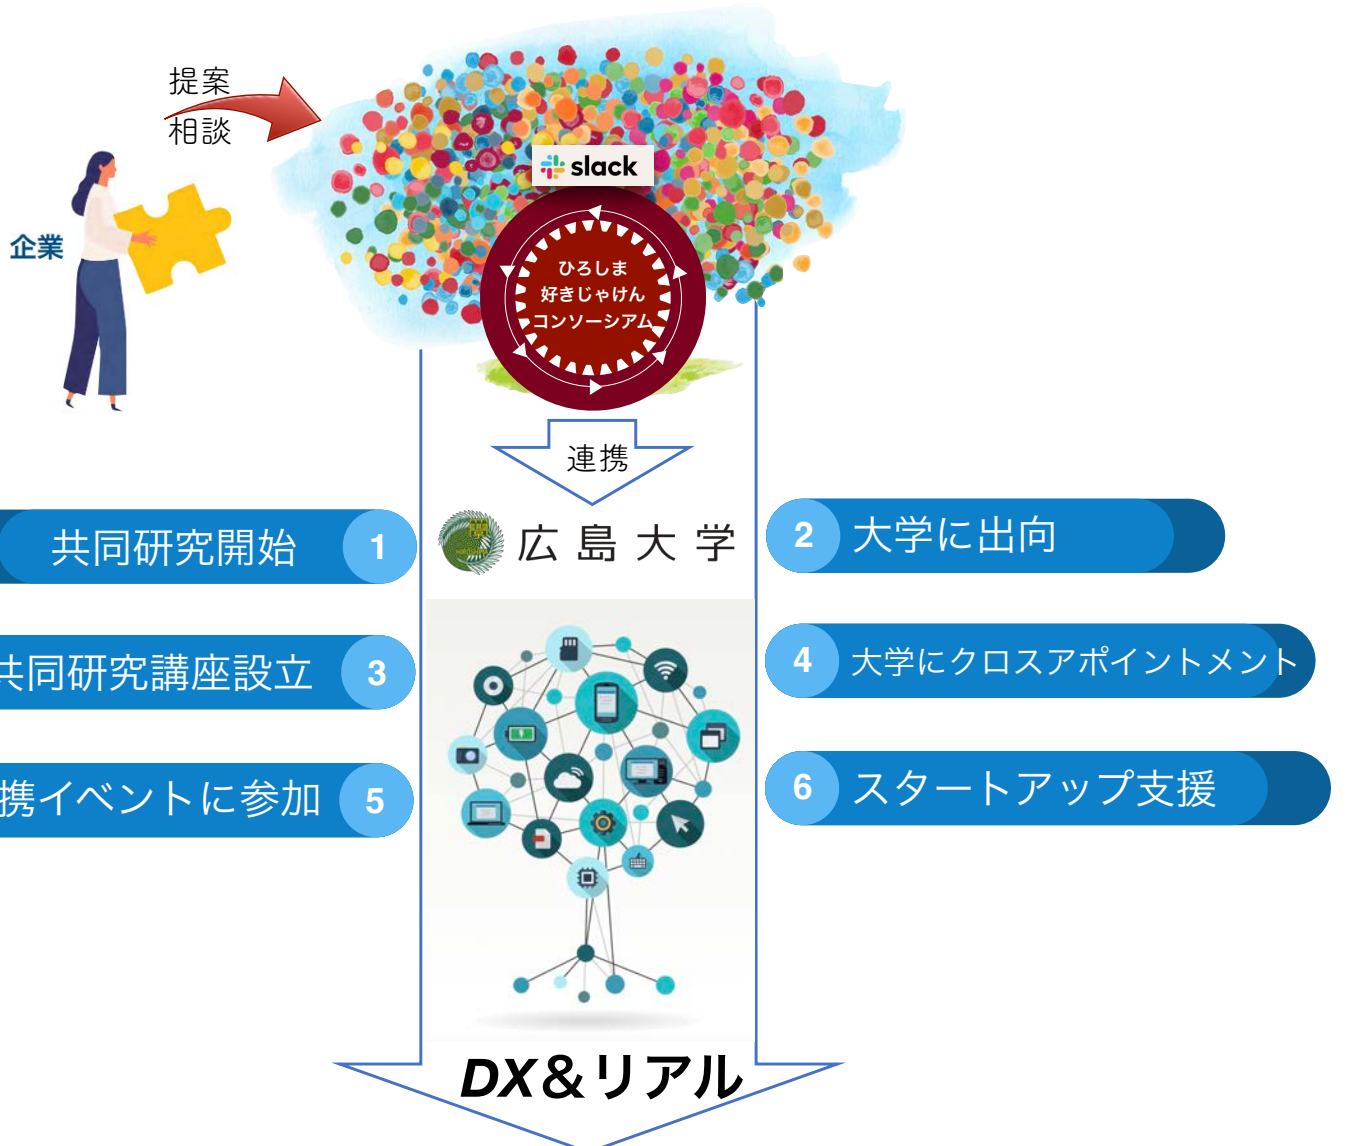 提案
相談
企業
slack
ひろしま
好きじゃけん
コンソーシアム
連携
広島大学
共同研究開始 1
2 大学に出向
共同研究講座設立 3
4 大学にクロスアポイントメント
携イベントに参加 5
6 スタートアップ支援
DX&リアル